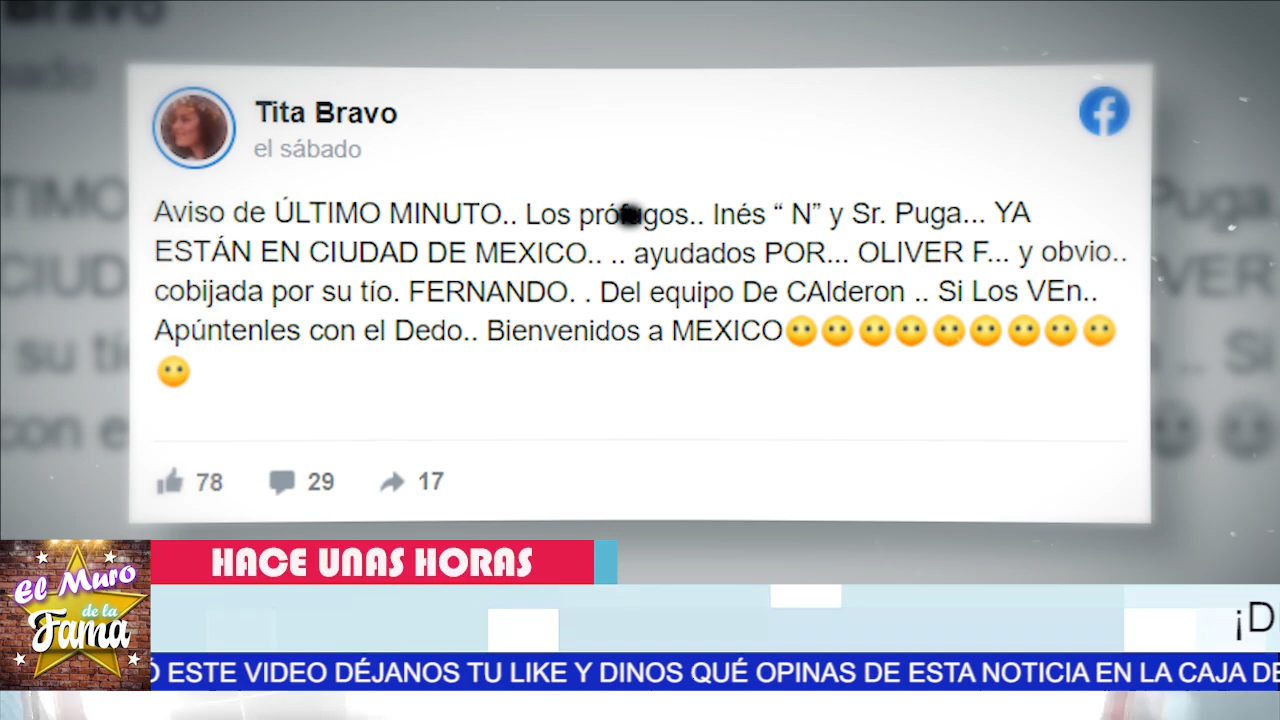 Bravo
Tita Bravo
el sábado
Aviso de ÚLTIMO MINUTO.. Los prófugos.. Inés “ N” y Sr. Puga... YA
ESTÁN EN CIUDAD DE MEXICO.. .. ayudados POR... OLIVER F... y obvio..
cobijada por su tío. FERNANDO. . Del equipo De CAlderon .. Si Los VEn..
Apúntenles con el Dedo.. Bienvenidos a MEXICO😶😶😶😶😶😶😶😶😶
😶
78 29 17
HACE UNAS HORAS
El Muro
de la
Fama
¡D
Ó ESTE VIDEO DÉJANOS TU LIKE Y DINOS QUÉ OPINAS DE ESTA NOTICIA EN LA CAJA DE